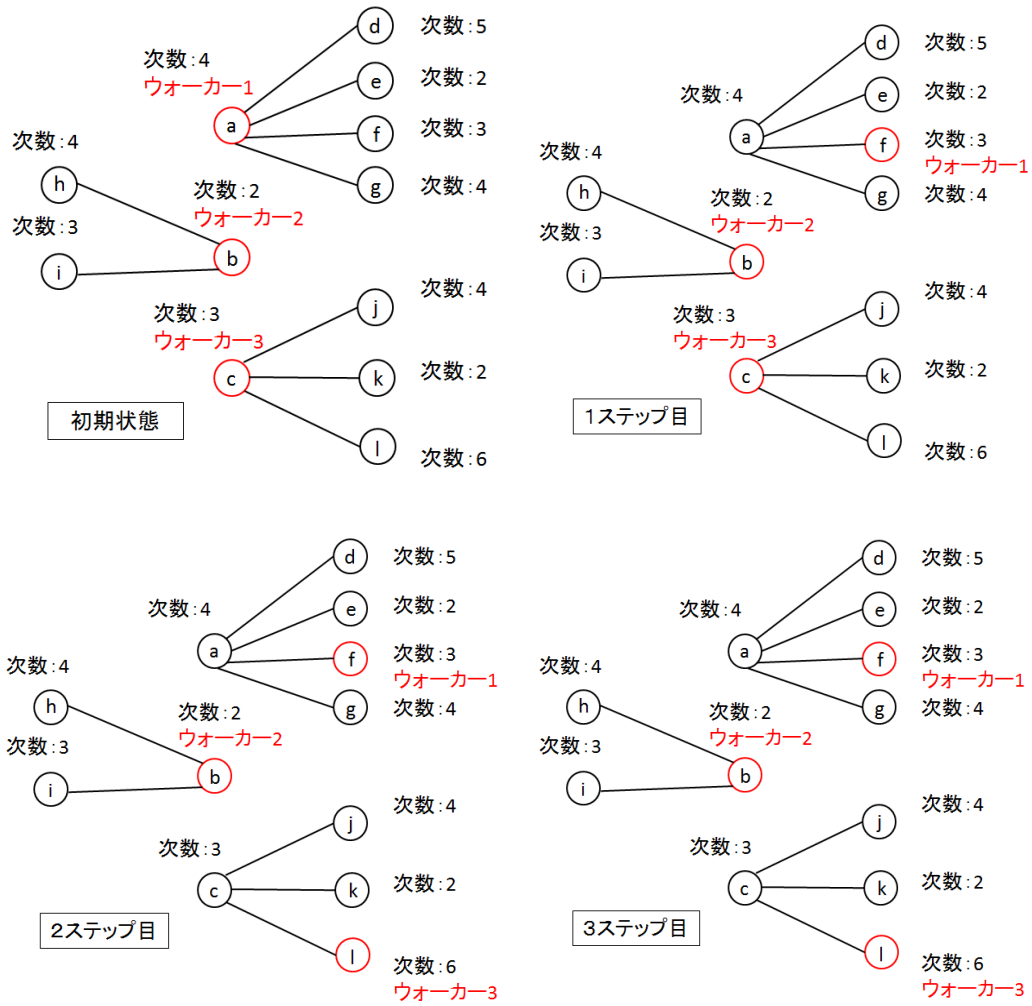 d 次数:5
次数:4
ウォーカー1
e 次数:2
a
f 次数:3
次数:4
h
g 次数:4
次数:2
ウォーカー2
次数:3
b
i
次数:4
j
次数:3
ウォーカー3
c
k 次数:2
初期状態
l 次数:6
d 次数:5
e 次数:2
次数:4
a
f 次数:3
ウォーカー1
次数:4
h
g 次数:4
次数:2
ウォーカー2
次数:3
b
i
次数:4
j
次数:3
ウォーカー3
c
k 次数:2
1ステップ目
l
次数:6
d 次数:5
e 次数:2
次数:4
a
f 次数:3
ウォーカー1
次数:4
h
g 次数:4
次数:2
ウォーカー2
次数:3
b
i
次数:4
j
次数:3
c
k 次数:2
2ステップ目
l
次数:6
ウォーカー3
d 次数:5
e 次数:2
次数:4
a
f 次数:3
ウォーカー1
次数:4
h
g 次数:4
次数:2
ウォーカー2
次数:3
b
i
次数:4
j
次数:3
c
k 次数:2
3ステップ目
l
次数:6
ウォーカー3